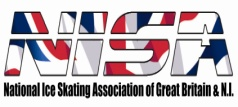 NISA
National Ice Skating Association of Great Britain & N.I.